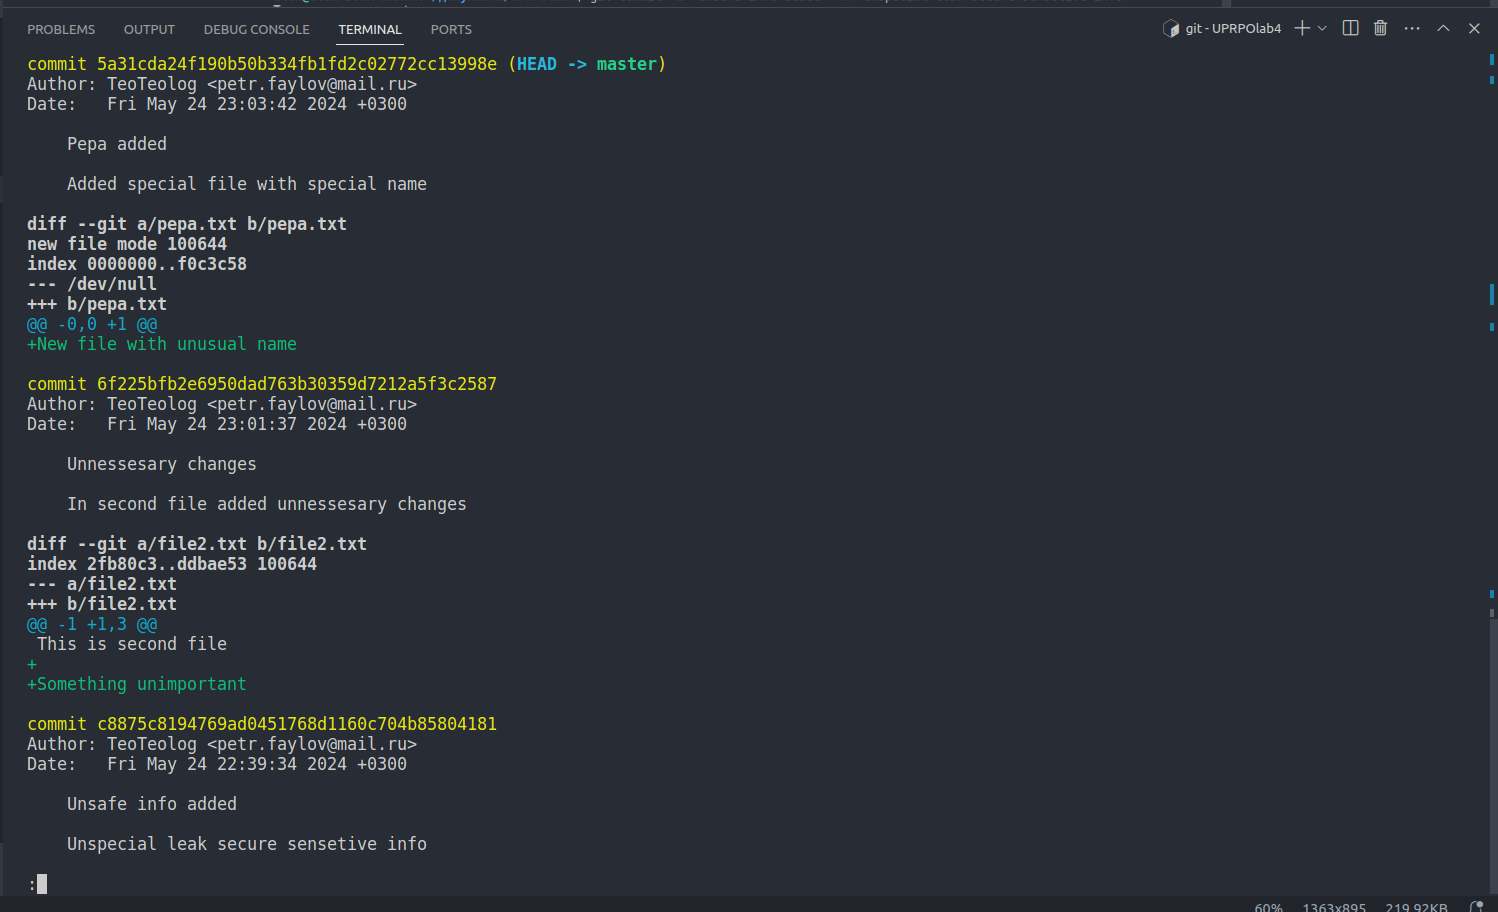 PROBLEMS OUTPUT DEBUG CONSOLE TERMINAL PORTS git - UPRPOlab4
commit 5a31cda24f190b50b334fb1fd2c02772cc13998e (HEAD -> master)
Author: TeoTeolog <petr.faylov@mail.ru>
Date:   Fri May 24 23:03:42 2024 +0300
    Pepa added
    Added special file with special name
diff --git a/pepa.txt b/pepa.txt
new file mode 100644
index 0000000..f0c3c58
--- /dev/null
+++ b/pepa.txt
@@ -0,0 +1 @@
+New file with unusual name
commit 6f225bfb2e6950dad763b30359d7212a5f3c2587
Author: TeoTeolog <petr.faylov@mail.ru>
Date:   Fri May 24 23:01:37 2024 +0300
    Unnessesary changes
    In second file added unnessesary changes
diff --git a/file2.txt b/file2.txt
index 2fb80c3..ddbae53 100644
--- a/file2.txt
+++ b/file2.txt
@@ -1 +1,3 @@
 This is second file
+
+Something unimportant
commit c8875c8194769ad0451768d1160c704b85804181
Author: TeoTeolog <petr.faylov@mail.ru>
Date:   Fri May 24 22:39:34 2024 +0300
    Unsafe info added
    Unspecial leak secure sensetive info
:
60% 1363x895 219.92KB